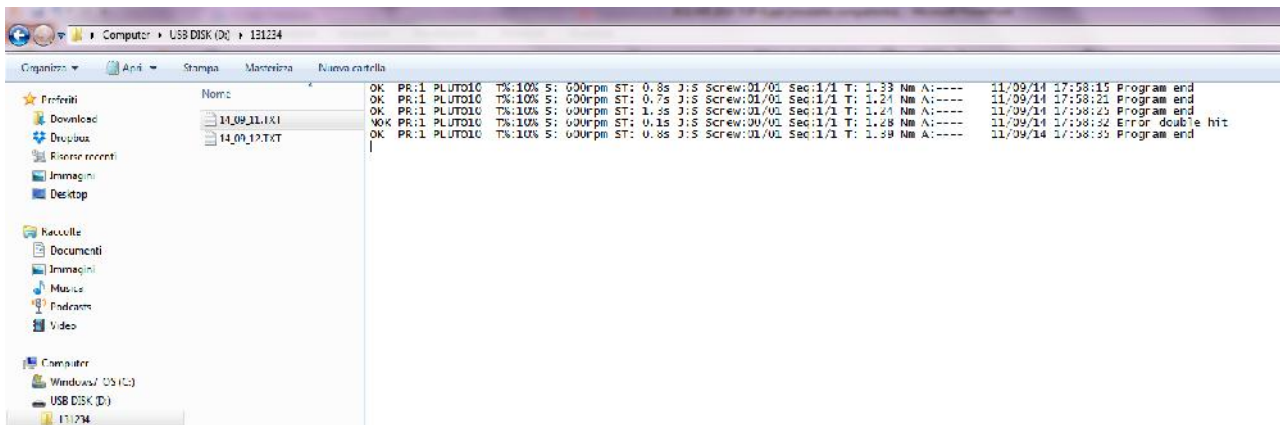 Computer ▸ USB DISK (D:) ▸ 131234
Organizza Apri Stampa Masterizza Nuova cartella
Preferiti
Download
Dropbox
Risorse recenti
Immagini
Desktop
Raccolte
Documenti
Immagini
Musica
Podcasts
Video
Computer
Windows7_OS (C:)
USB DISK (D:)
131234
Nome
14_09_11.TXT
14_09_12.TXT
OK PR:1 PLUTO10 T%:10% S: 600rpm ST: 0.8s J:S Screw:01/01 Seq:1/1 T: 1.33 Nm A:---- 11/09/14 17:58:15 Program end
OK PR:1 PLUTO10 T%:10% S: 600rpm ST: 0.7s J:S Screw:01/01 Seq:1/1 T: 1.24 Nm A:---- 11/09/14 17:58:21 Program end
OK PR:1 PLUTO10 T%:10% S: 600rpm ST: 1.3s J:S Screw:01/01 Seq:1/1 T: 1.24 Nm A:---- 11/09/14 17:58:25 Program end
NOK PR:1 PLUTO10 T%:10% S: 600rpm ST: 0.1s J:S Screw:00/01 Seq:1/1 T: 1.28 Nm A:---- 11/09/14 17:58:32 Error double hit
OK PR:1 PLUTO10 T%:10% S: 600rpm ST: 0.8s J:S Screw:01/01 Seq:1/1 T: 1.39 Nm A:---- 11/09/14 17:58:35 Program end